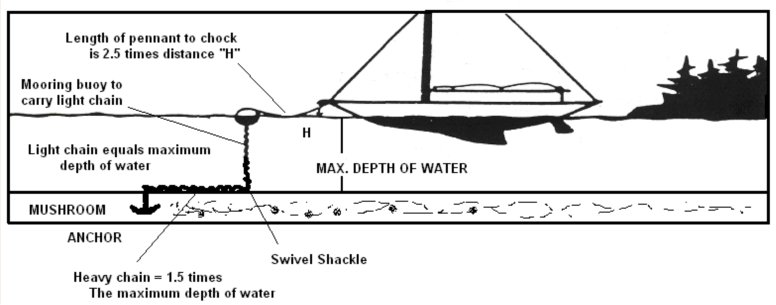 Length of pennant to chock
is 2.5 times distance "H"
Mooring buoy to
carry light chain
H
Light chain equals maximum
depth of water
MAX. DEPTH OF WATER
MUSHROOM
ANCHOR
Swivel Shackle
Heavy chain = 1.5 times
The maximum depth of water